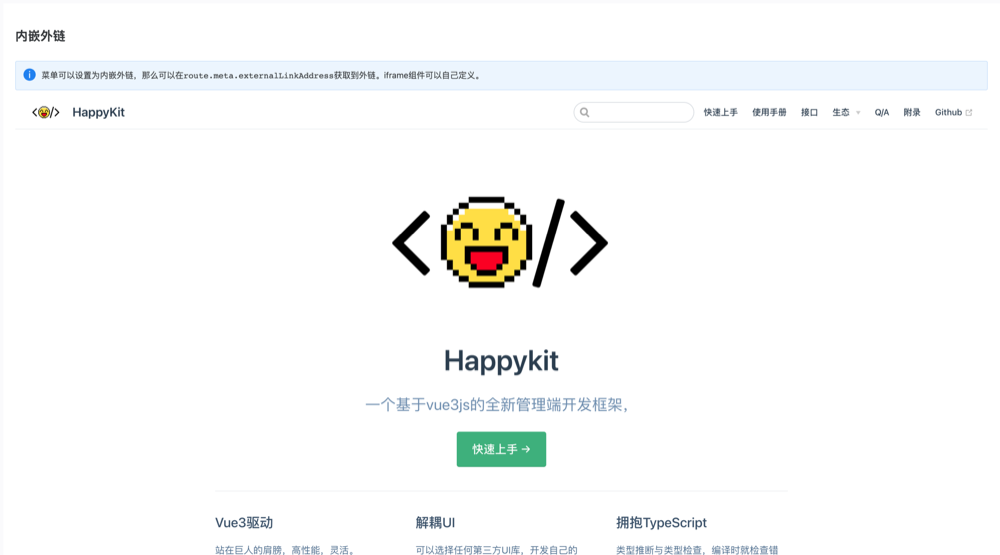 内嵌外链
菜单可以设置为内嵌外链，那么可以在route.meta.externalLinkAddress获取到外链。iframe组件可以自己定义。
HappyKit 快速上手 使用手册 接口 生态 Q/A 附录 Github
Happykit
一个基于vue3js的全新管理端开发框架，
快速上手 →
Vue3驱动 解耦UI 拥抱TypeScript
站在巨人的肩膀，高性能，灵活。 可以选择任何第三方UI库，开发自己的 类型推断与类型检查，编译时就检查错